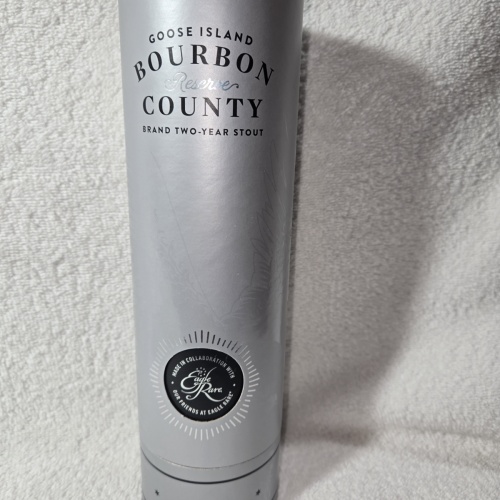 GOOSE ISLAND
BOURBON
Reserve
COUNTY
BRAND TWO-YEAR STOUT
MADE IN COLLABORATION WITH
Eagle
Rare
OUR FRIENDS AT EAGLE RARE